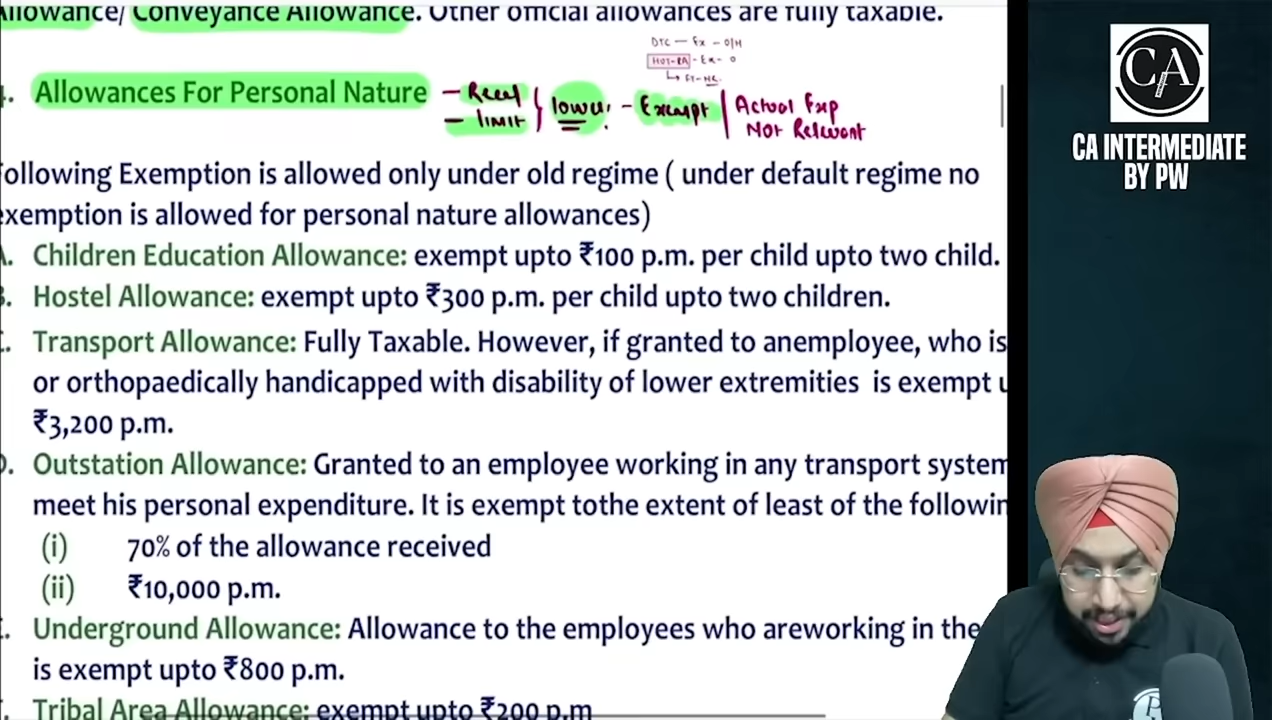 Allowance/ Conveyance Allowance. Other official allowances are fully taxable.
DTC — Ex - O/H
HOT-RA - Ex - O
Allowances For Personal Nature - Recd - limit } lower - Exempt | Actual Exp Not Relevant
Following Exemption is allowed only under old regime ( under default regime no
exemption is allowed for personal nature allowances)
Children Education Allowance: exempt upto ₹100 p.m. per child upto two child.
Hostel Allowance: exempt upto ₹300 p.m. per child upto two children.
Transport Allowance: Fully Taxable. However, if granted to anemployee, who is
or orthopaedically handicapped with disability of lower extremities is exempt
₹3,200 p.m.
Outstation Allowance: Granted to an employee working in any transport system
meet his personal expenditure. It is exempt tothe extent of least of the followin
(i) 70% of the allowance received
(ii) ₹10,000 p.m.
Underground Allowance: Allowance to the employees who areworking in the
is exempt upto ₹800 p.m.
Tribal Area Allowance: exempt upto ₹200 p.m
CA
CA INTERMEDIATE
BY PW
P